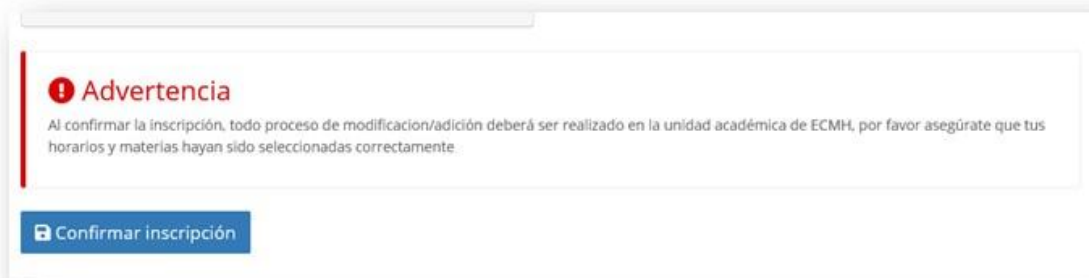 Advertencia
Al confirmar la inscripción, todo proceso de modificacion/adición deberá ser realizado en la unidad académica de ECMH, por favor asegúrate que tus
horarios y materias hayan sido seleccionadas correctamente
Confirmar inscripción